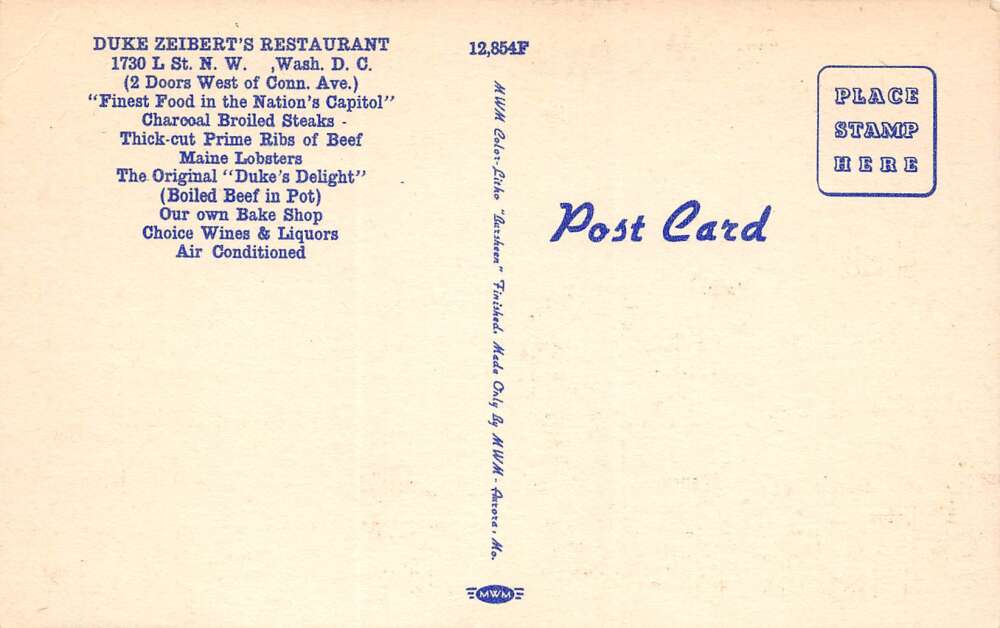 DUKE ZEIBERT'S RESTAURANT
1730 L St. N. W. ,Wash. D. C.
(2 Doors West of Conn. Ave.)
"Finest Food in the Nation's Capitol"
Charcoal Broiled Steaks -
Thick-cut Prime Ribs of Beef
Maine Lobsters
The Original "Duke's Delight"
(Boiled Beef in Pot)
Our own Bake Shop
Choice Wines & Liquors
Air Conditioned
12,854F
MWM Color-Litho "Darsheen" Finished. Made Only By MWM - Aurora, Mo.
MWM
Post Card
PLACE
STAMP
HERE